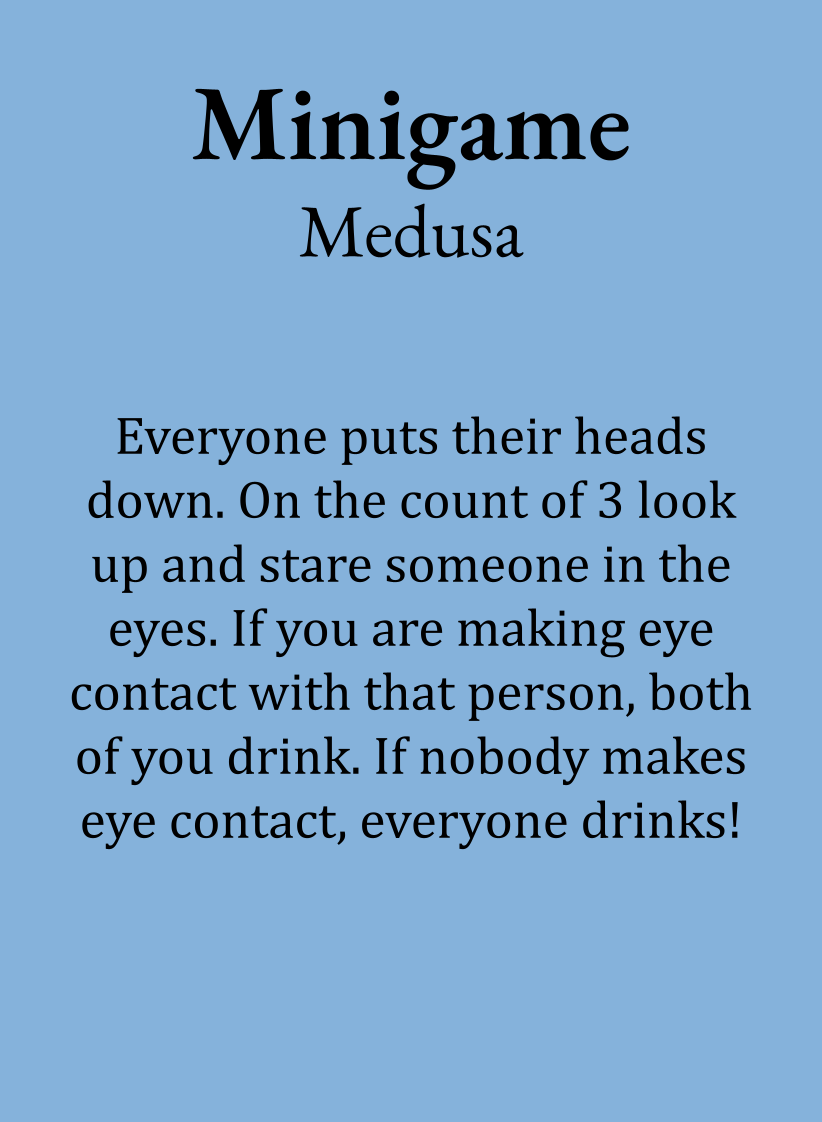 Minigame
Medusa
Everyone puts their heads
down. On the count of 3 look
up and stare someone in the
eyes. If you are making eye
contact with that person, both
of you drink. If nobody makes
eye contact, everyone drinks!